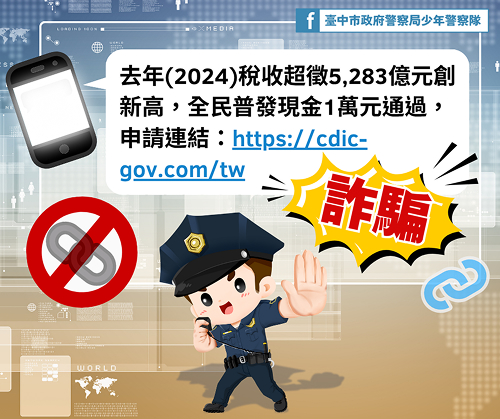 臺中市政府警察局少年警察隊
MEDIA
去年(2024)稅收超徵5,283億元創
新高，全民普發現金1萬元通過，
申請連結：https://cdic-
gov.com/tw
詐騙
WORLD